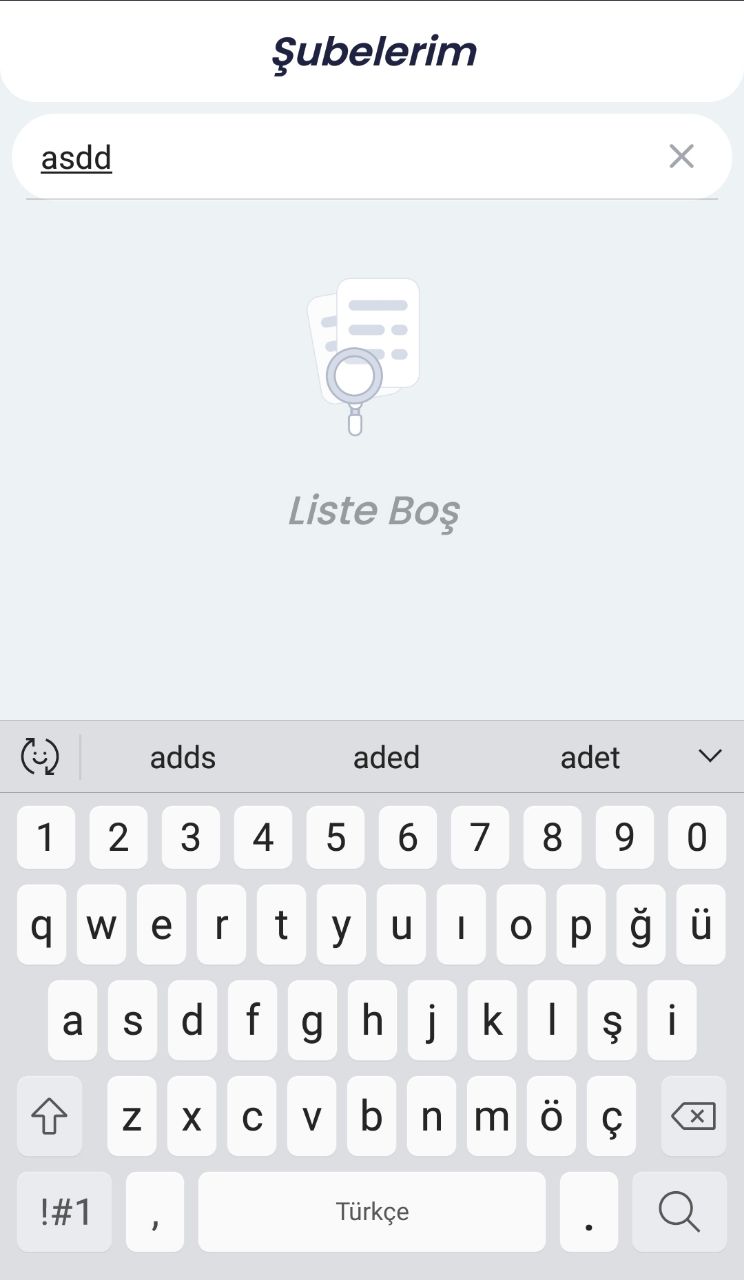 Şubelerim
asdd
Liste Boş
adds aded adet
1 2 3 4 5 6 7 8 9 0
q w e r t y u ı o p ğ ü
a s d f g h j k l ş i
z x c v b n m ö ç
!#1 , Türkçe .